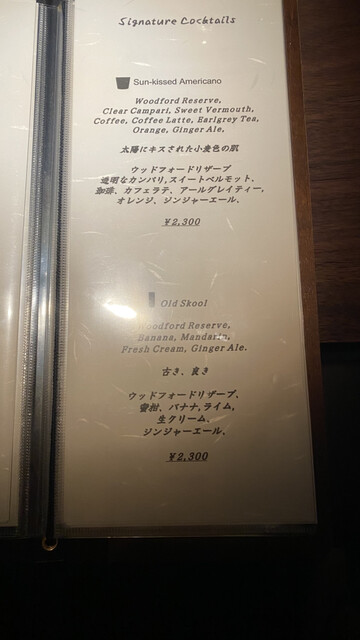 Signature Cocktails
Sun-kissed Americano
Woodford Reserve,
Clear Campari, Sweet Vermouth,
Coffee, Coffee Latte, Earlgrey Tea,
Orange, Ginger Ale,
太陽にキスされた小麦色の肌
ウッドフォードリザーブ
透明なカンパリ,スイートベルモット、
珈琲、カフェラテ、アールグレイティー、
オレンジ、ジンジャーエール、
¥2,300
Old Skool
Woodford Reserve,
Banana, Mandarin,
Fresh Cream, Ginger Ale.
古き、良き
ウッドフォードリザーブ、
蜜柑、バナナ,ライム,
生クリーム、
ジンジャーエール、
¥2,300